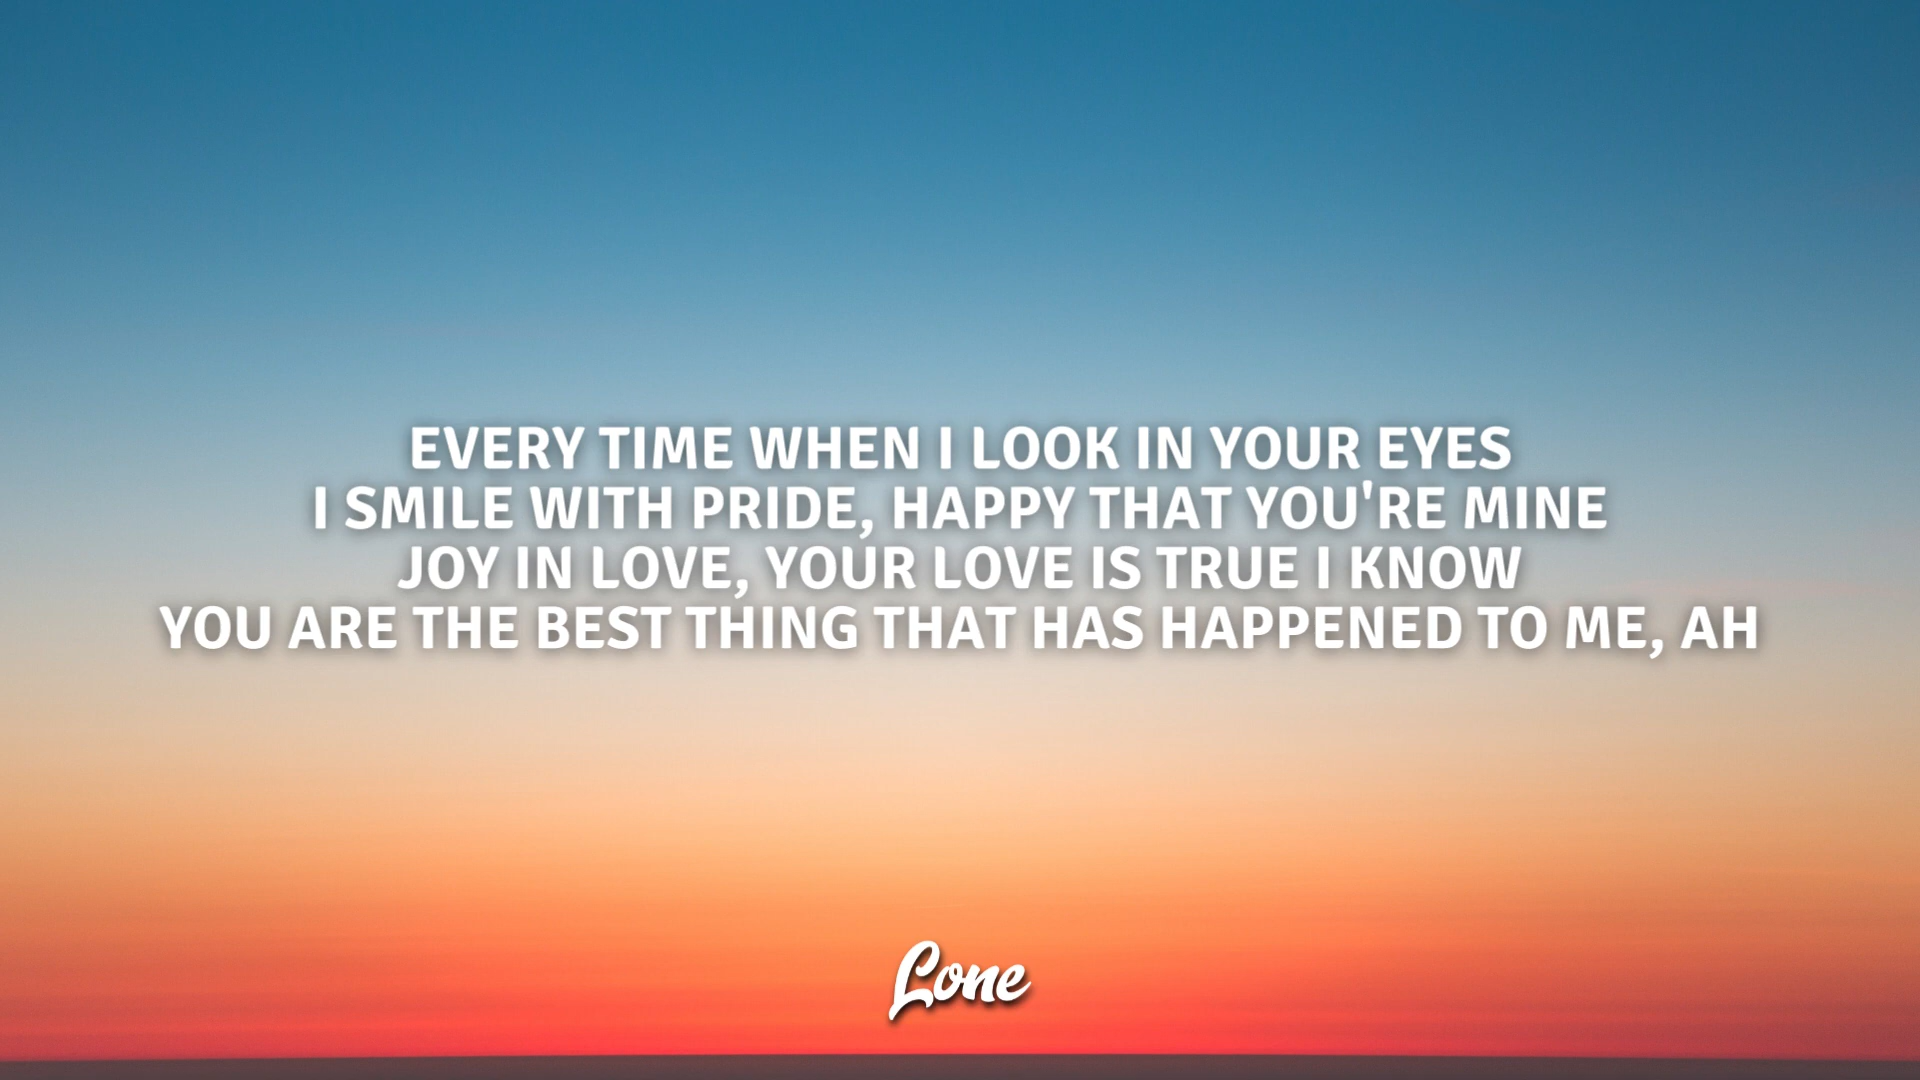 EVERY TIME WHEN I LOOK IN YOUR EYES
I SMILE WITH PRIDE, HAPPY THAT YOU'RE MINE
JOY IN LOVE, YOUR LOVE IS TRUE I KNOW
YOU ARE THE BEST THING THAT HAS HAPPENED TO ME, AH
Lone